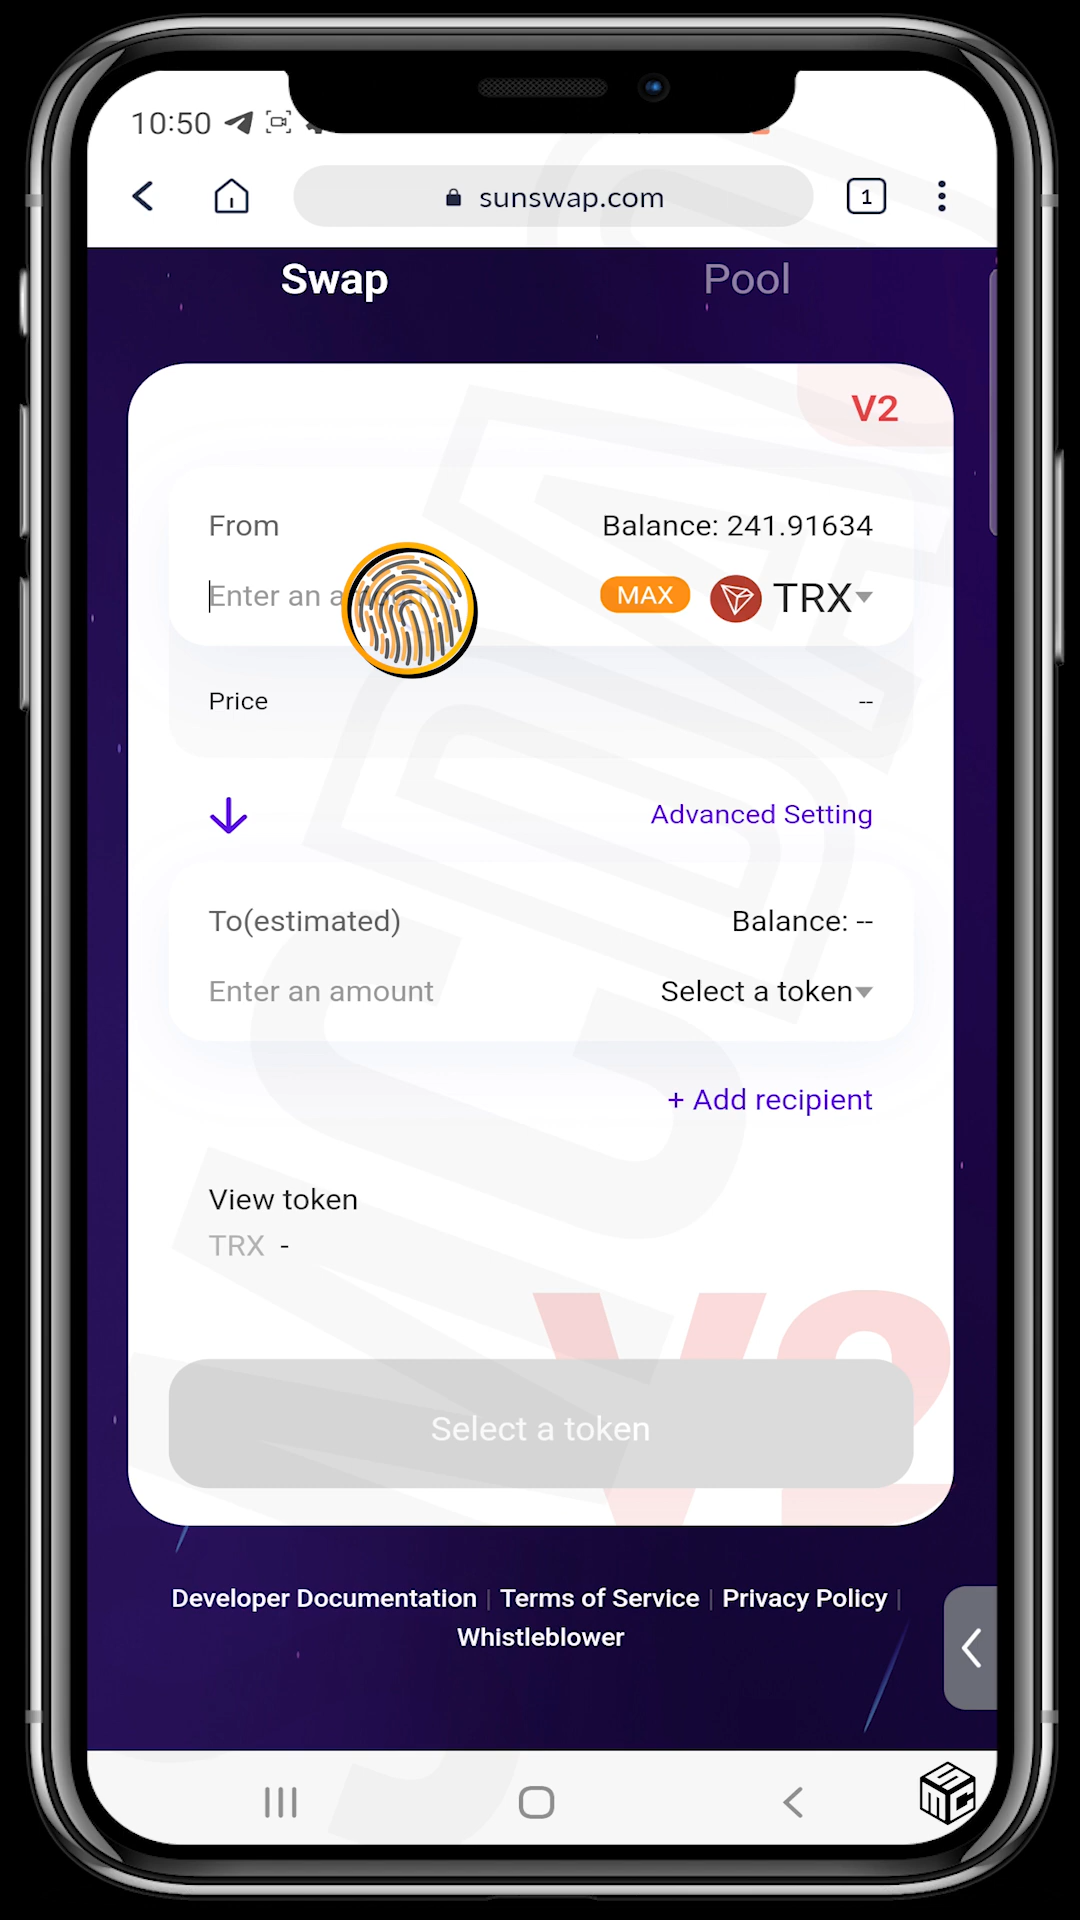 10:50
sunswap.com
1
Swap
Pool
V2
From
Balance: 241.91634
Enter an a
MAX
TRX
Price
--
Advanced Setting
To(estimated)
Balance: --
Enter an amount
Select a token
+ Add recipient
View token
TRX -
V2
Select a token
Developer Documentation | Terms of Service | Privacy Policy |
Whistleblower